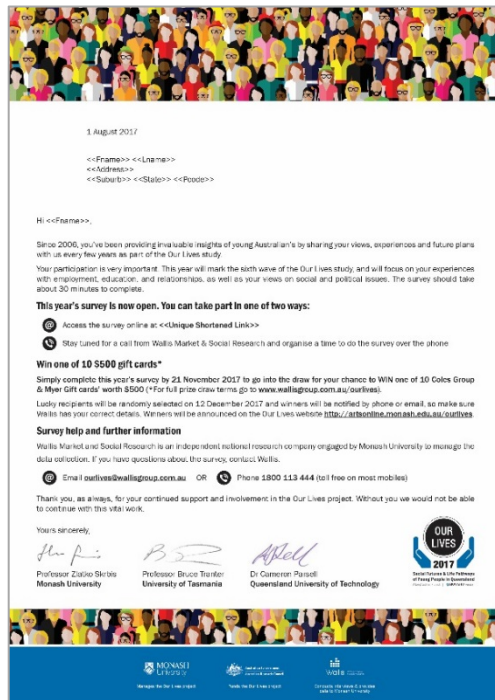 1 August 2017
<<Fname>> <<Lname>>
<<Address>>
<<Suburb>> <<State>> <<Pcode>>
Hi <<Fname>>,
Since 2006, you've been providing invaluable insights of young Australian's by sharing your views, experiences and future plans
with us every few years as part of the Our Lives study.
Your participation is very important. This year will mark the sixth wave of the Our Lives study, and will focus on your experiences
with employment, education, and relationships, as well as your views on social and political issues. The survey should take
about 30 minutes to complete.
This year's survey is now open. You can take part in one of two ways:
@ Access the survey online at <<Unique Shortened Link>>
Stay tuned for a call from Wallis Market & Social Research and organise a time to do the survey over the phone
Win one of 10 $500 gift cards*
Simply complete this year's survey by 21 November 2017 to go into the draw for your chance to WIN one of 10 Coles Group
& Myer Gift cards' worth $500 (*For full prize draw terms go to www.wallisgroup.com.au/ourlives).
Lucky recipients will be randomly selected on 12 December 2017 and winners will be notified by phone or email, so make sure
Wallis has your correct details. Winners will be announced on the Our Lives website http://artsonline.monash.edu.au/ourlives.
Survey help and further information
Wallis Market and Social Research is an independent national research company engaged by Monash University to manage the
data collection. If you have questions about the survey, contact Wallis.
@ Email ourlives@wallisgroup.com.au OR Phone 1800 113 444 (toll free on most mobiles)
Thank you, as always, for your continued support and involvement in the Our Lives project. Without you we would not be able
to continue with this vital work.
Yours sincerely,
Professor Zlatko Skrbis Professor Bruce Tranter Dr Cameron Parsell
Monash University University of Tasmania Queensland University of Technology
OUR
LIVES
2017
Social Futures & Life Pathways
of Young People in Queensland
MONASH University
wallis
Manages the Our Lives project Funds the Our Lives project